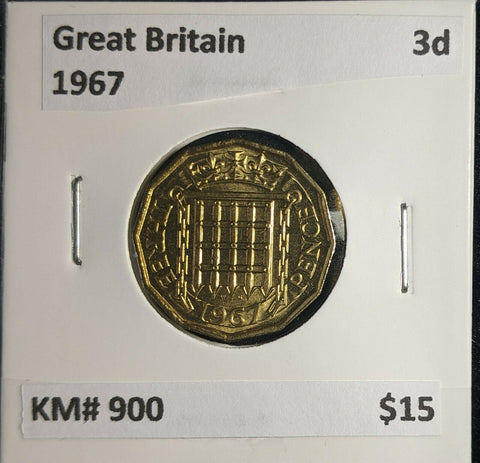 Great Britain 3d
1967
THREE PENCE
1967
KM# 900 $15